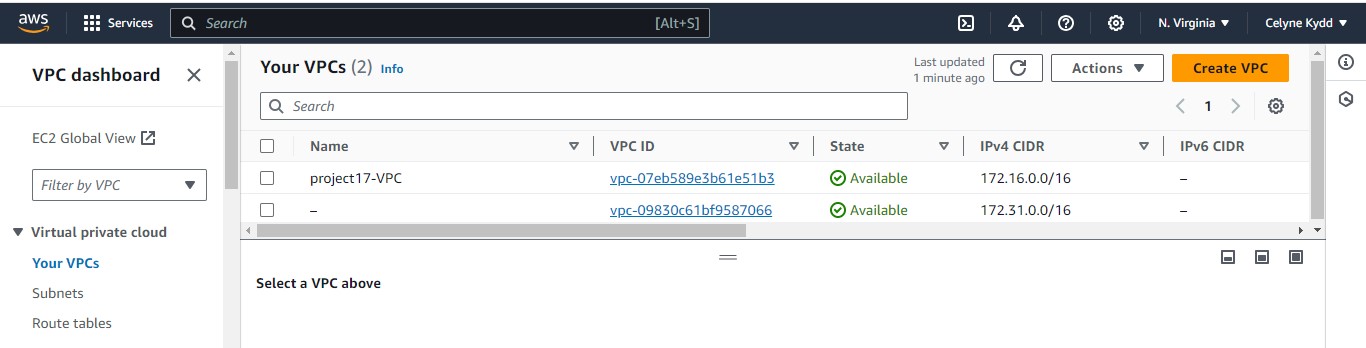 aws Services Search [Alt+S] N. Virginia Celyne Kydd
VPC dashboard
EC2 Global View
Filter by VPC
Virtual private cloud
Your VPCs
Subnets
Route tables
Your VPCs (2) Info
Last updated
1 minute ago
Actions
Create VPC
Search
1
Name VPC ID State IPv4 CIDR IPv6 CIDR
project17-VPC vpc-07eb589e3b61e51b3 Available 172.16.0.0/16 –
– vpc-09830c61bf9587066 Available 172.31.0.0/16 –
Select a VPC above